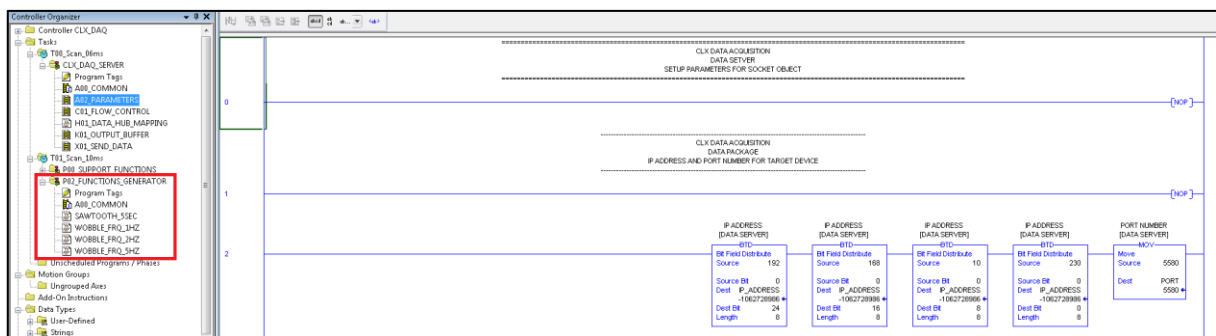 Controller Organizer
Controller CLX_DAQ
Tasks
T00_Scan_06ms
CLX_DAQ_SERVER
Program Tags
A00_COMMON
A02_PARAMETERS
C01_FLOW_CONTROL
H01_DATA_HUB_MAPPING
K01_OUTPUT_BUFFER
X01_SEND_DATA
T01_Scan_10ms
P00_SUPPORT_FUNCTIONS
P02_FUNCTIONS_GENERATOR
Program Tags
A00_COMMON
SAWTOOTH_5SEC
WOBBLE_FRQ_1HZ
WOBBLE_FRQ_2HZ
WOBBLE_FRQ_5HZ
Unscheduled Programs / Phases
Motion Groups
Ungrouped Axes
Add-On Instructions
Data Types
User-Defined
Strings
CLX DATA ACQUISITION
DATA SETVER
SETUP PARAMETERS FOR SOCKET OBJECT
0 NOP
CLX DATA ACQUISITION
DATA PACKAGE
IP ADDRESS AND PORT NUMBER FOR TARGET DEVICE
1 NOP
2
IP ADDRESS
[DATA SERVER]
BTD
Bit Field Distribute
Source 192
Source Bit 0
Dest IP_ADDRESS
-1062728986
Dest Bit 24
Length 8
IP ADDRESS
[DATA SERVER]
BTD
Bit Field Distribute
Source 168
Source Bit 0
Dest IP_ADDRESS
-1062728986
Dest Bit 16
Length 8
IP ADDRESS
[DATA SERVER]
BTD
Bit Field Distribute
Source 10
Source Bit 0
Dest IP_ADDRESS
-1062728986
Dest Bit 8
Length 8
IP ADDRESS
[DATA SERVER]
BTD
Bit Field Distribute
Source 230
Source Bit 0
Dest IP_ADDRESS
-1062728986
Dest Bit 0
Length 8
PORT NUMBER
[DATA SERVER]
MOV
Move
Source 5580
Dest PORT
5580